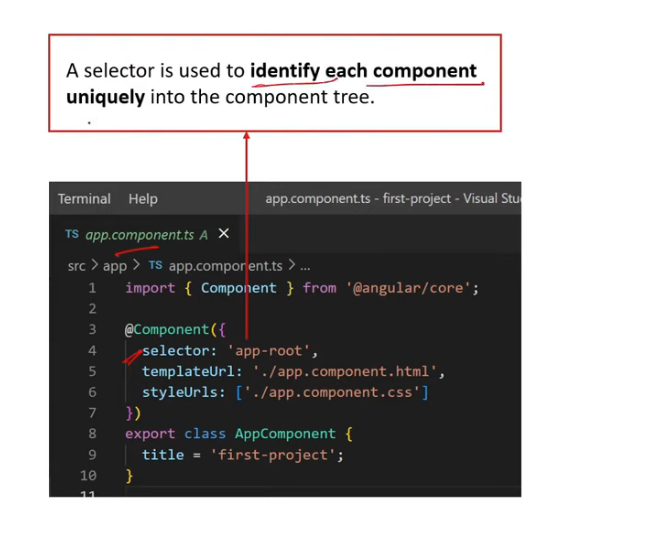 A selector is used to identify each component
uniquely into the component tree.
Terminal Help app.component.ts - first-project - Visual Stu
TS app.component.ts A ×
src > app > TS app.component.ts > ...
1 import { Component } from '@angular/core';
2
3 @Component({
4 selector: 'app-root',
5 templateUrl: './app.component.html',
6 styleUrls: ['./app.component.css']
7 })
8 export class AppComponent {
9 title = 'first-project';
10 }
11